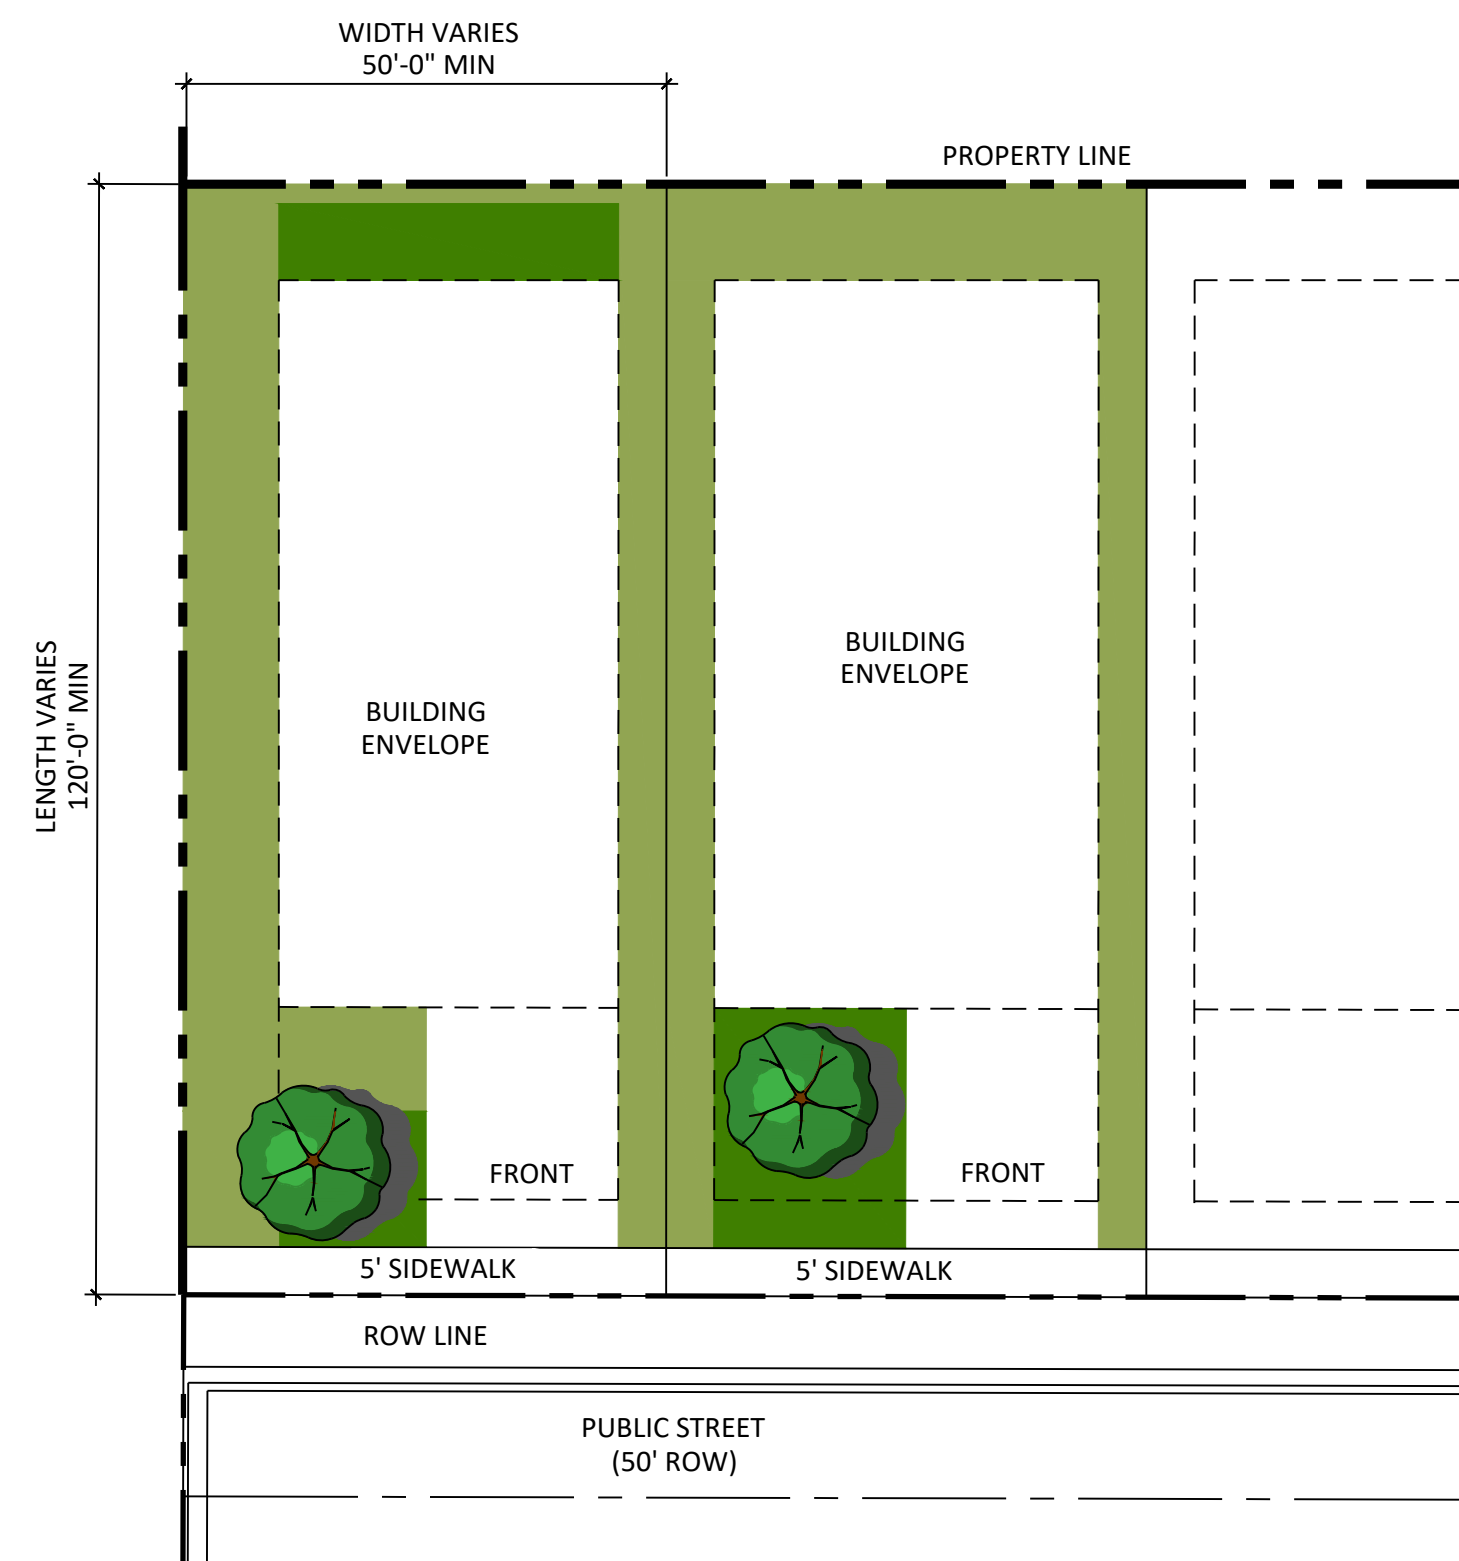 WIDTH VARIES
50'-0" MIN
PROPERTY LINE
LENGTH VARIES
120'-0" MIN
BUILDING
ENVELOPE
BUILDING
ENVELOPE
FRONT
FRONT
5' SIDEWALK
5' SIDEWALK
ROW LINE
PUBLIC STREET
(50' ROW)